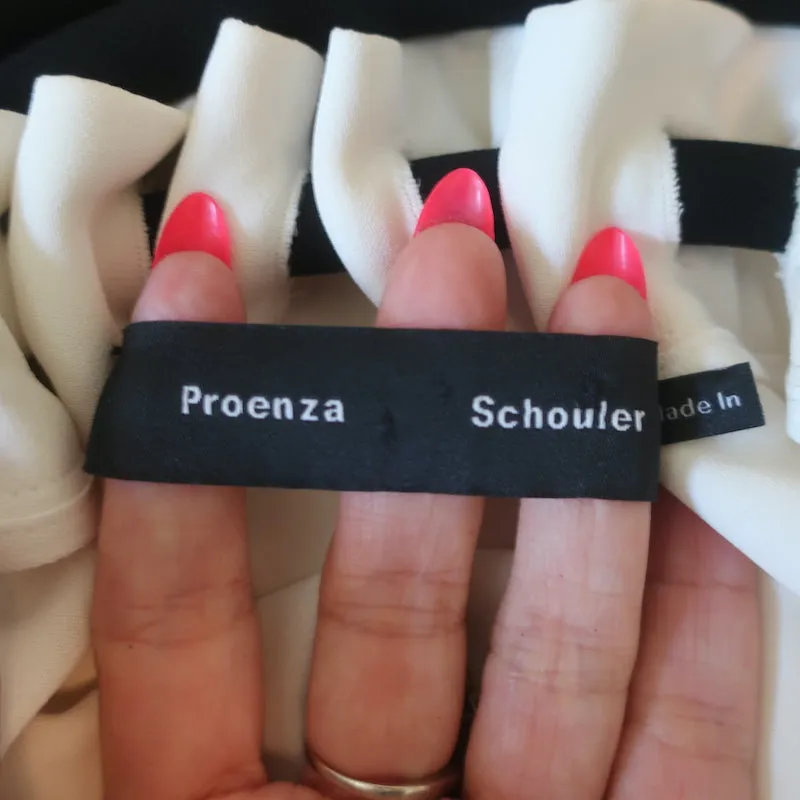 Proenza Schouler
ade In